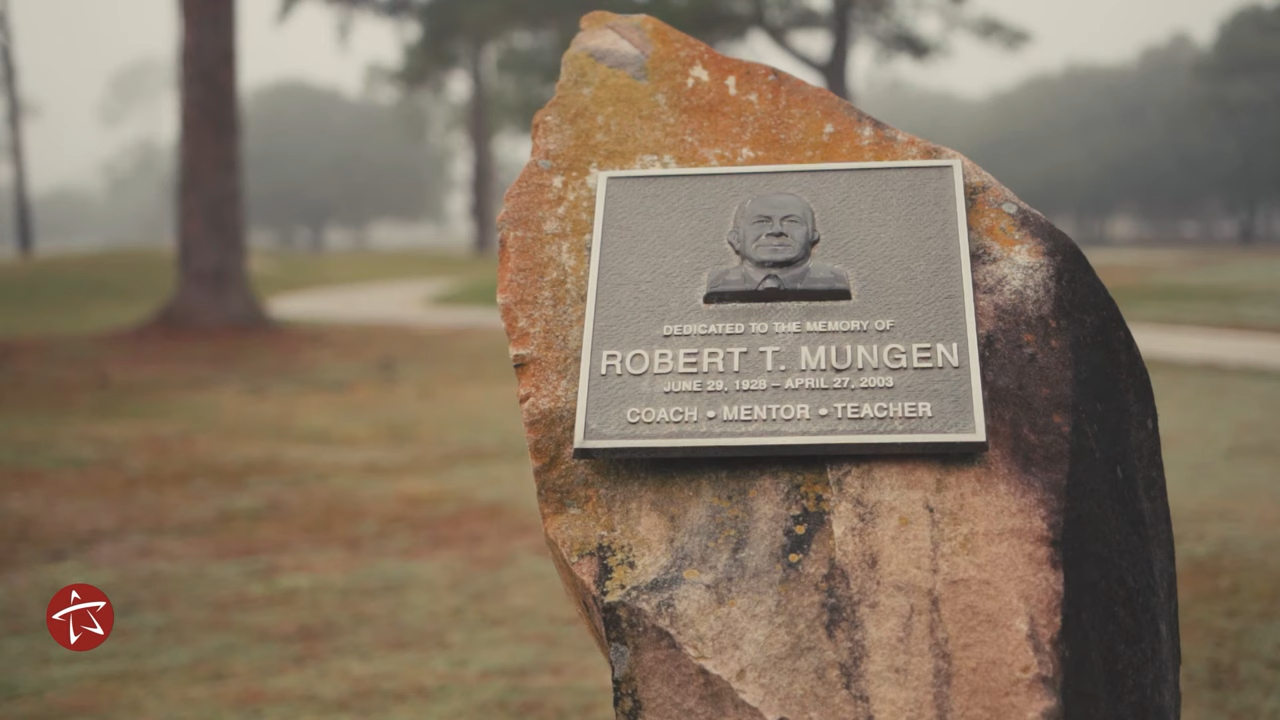 DEDICATED TO THE MEMORY OF
ROBERT T. MUNGEN
JUNE 29, 1928 – APRIL 27, 2003
COACH • MENTOR • TEACHER